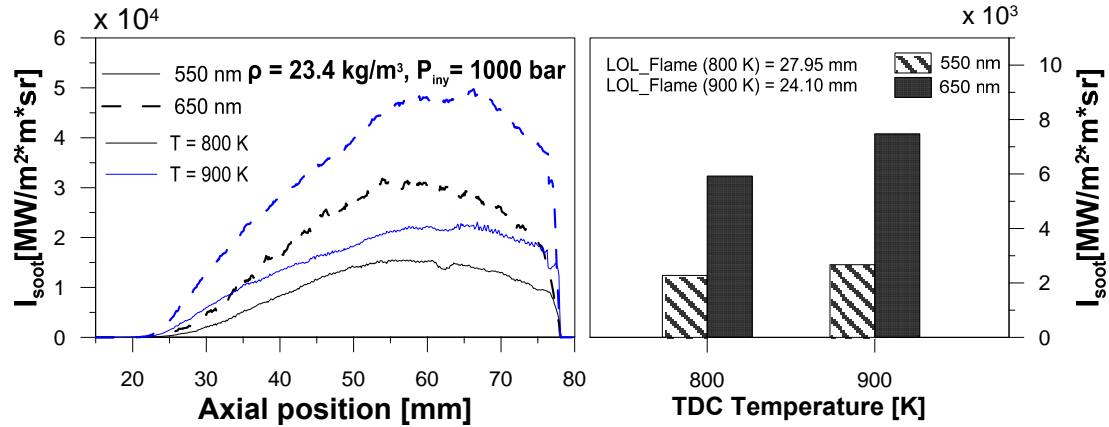 x 10⁴
I_soot[MW/m²*m*sr]
6
5
4
3
2
1
0
550 nm
ρ = 23.4 kg/m³, P_iny= 1000 bar
650 nm
T = 800 K
T = 900 K
20 30 40 50 60 70 80
Axial position [mm]
x 10³
LOL_Flame (800 K) = 27.95 mm
LOL_Flame (900 K) = 24.10 mm
550 nm
650 nm
10
8
6
4
2
0
I_soot[MW/m²*m*sr]
800 900
TDC Temperature [K]